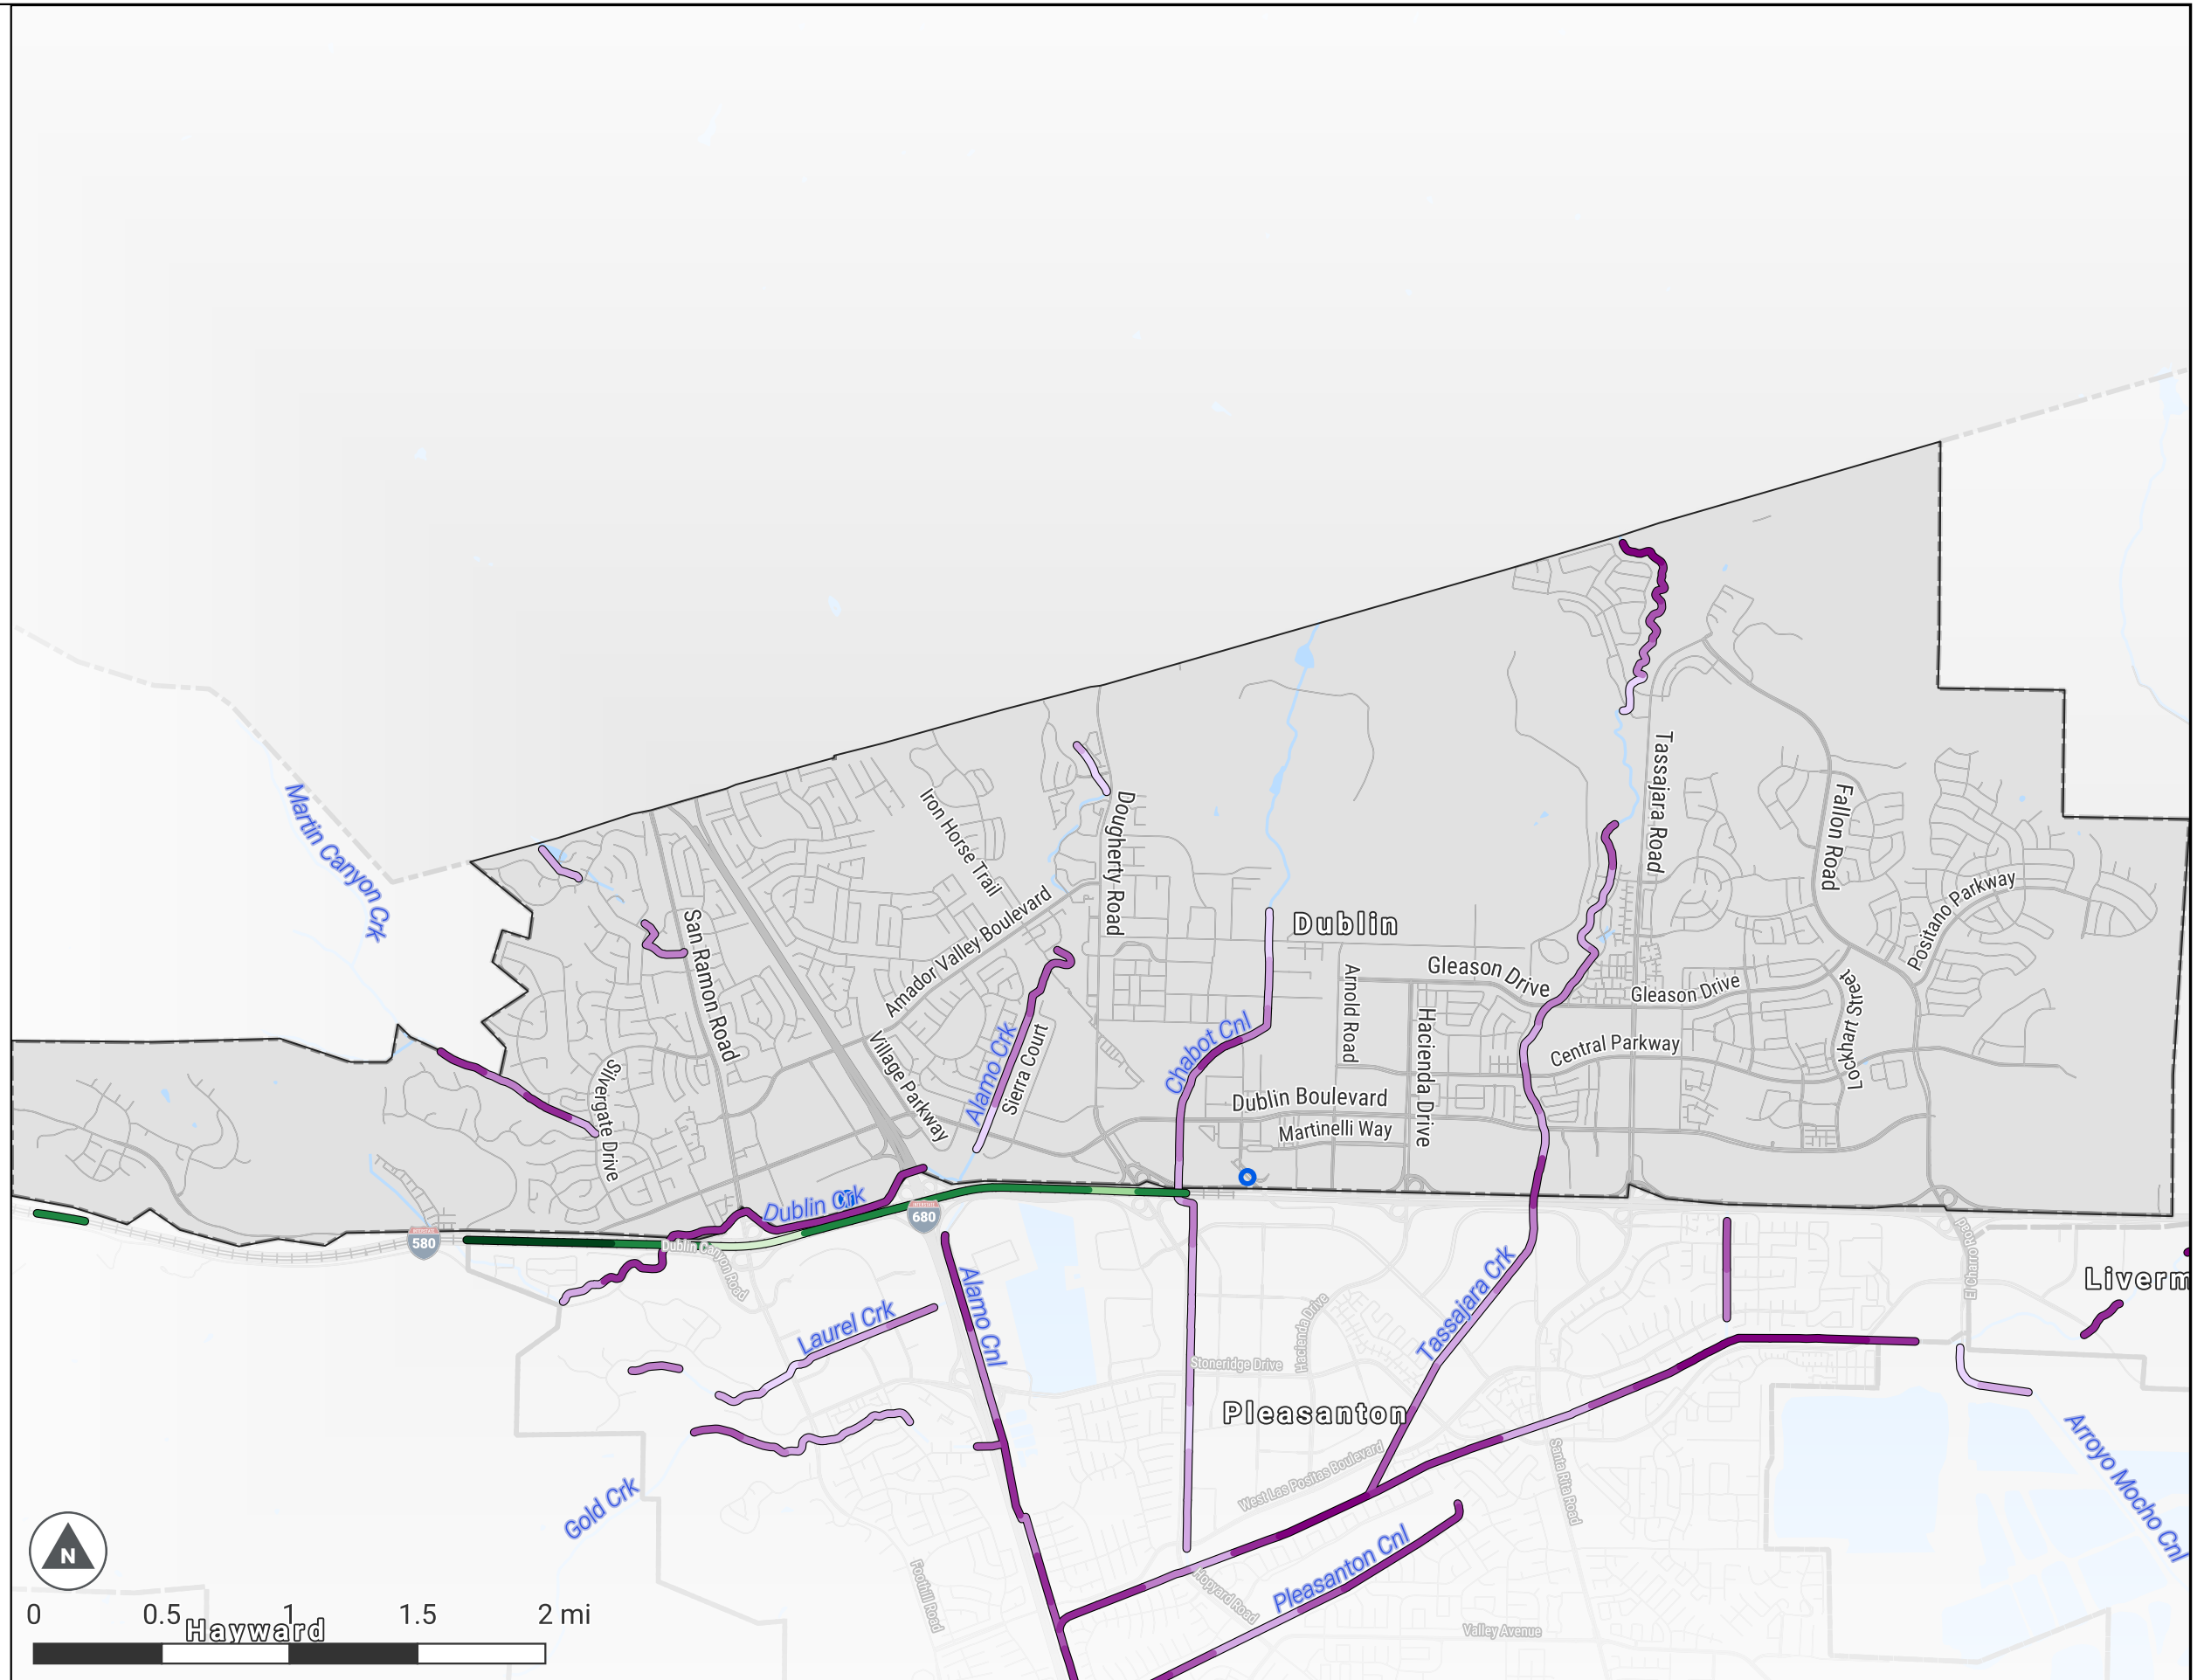 Martin Canyon Crk
Iron Horse Trail
Dougherty Road
Tassajara Road
Fallon Road
Positano Parkway
San Ramon Road
Amador Valley Boulevard
Dublin
Gleason Drive
Gleason Drive
Arnold Road
Hacienda Drive
Lockhart Street
Central Parkway
Silvergate Drive
Village Parkway
Alamo Crk
Sierra Court
Chabot Cnl
Dublin Boulevard
Martinelli Way
Dublin Crk
680
580
Dublin Canyon Road
El Charro Road
Liverm
Alamo Cnl
Laurel Crk
Tassajara Crk
Hacienda Drive
Stoneridge Drive
Pleasanton
West Las Positas Boulevard
Santa Rita Road
Arroyo Mocho Cnl
Gold Crk
Pleasanton Cnl
Foothill Road
Hopyard Road
Valley Avenue
N
0 0.5 1 1.5 2 mi
Hayward